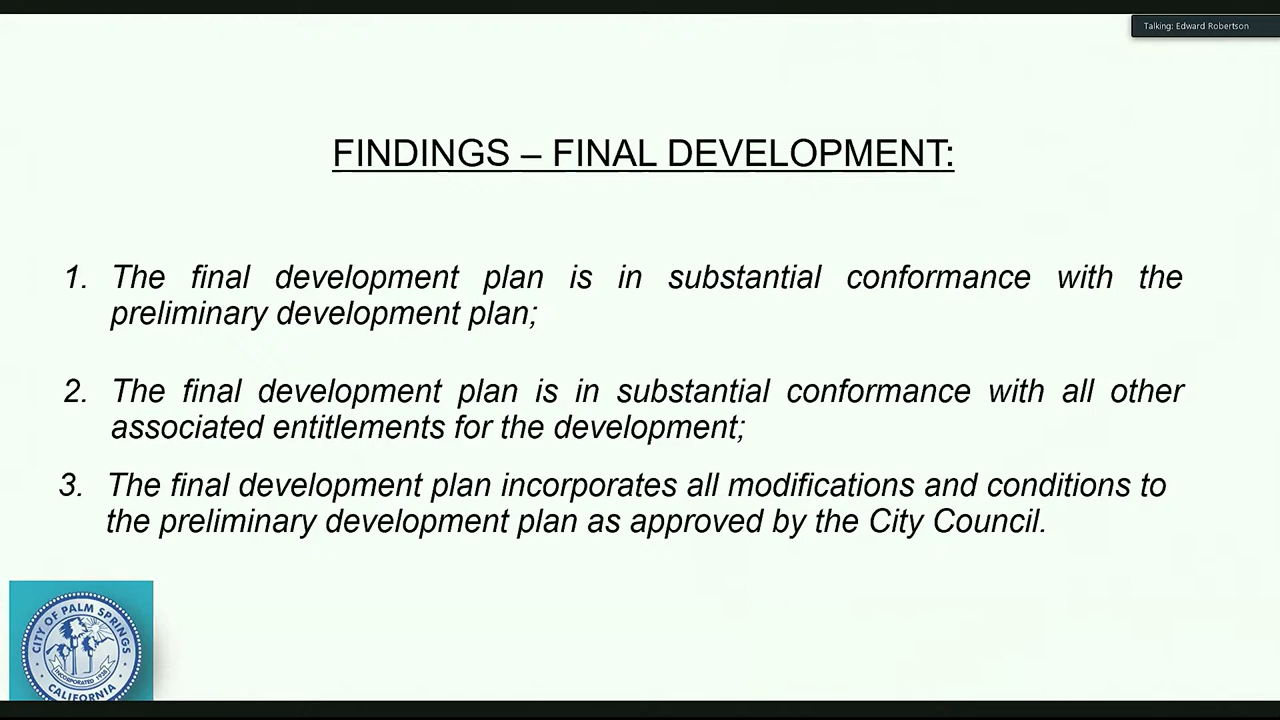 Talking: Edward Robertson
FINDINGS – FINAL DEVELOPMENT:
1. The final development plan is in substantial conformance with the
preliminary development plan;
2. The final development plan is in substantial conformance with all other
associated entitlements for the development;
3. The final development plan incorporates all modifications and conditions to
the preliminary development plan as approved by the City Council.
CITY OF PALM SPRINGS
INCORPORATED 1938
CALIFORNIA